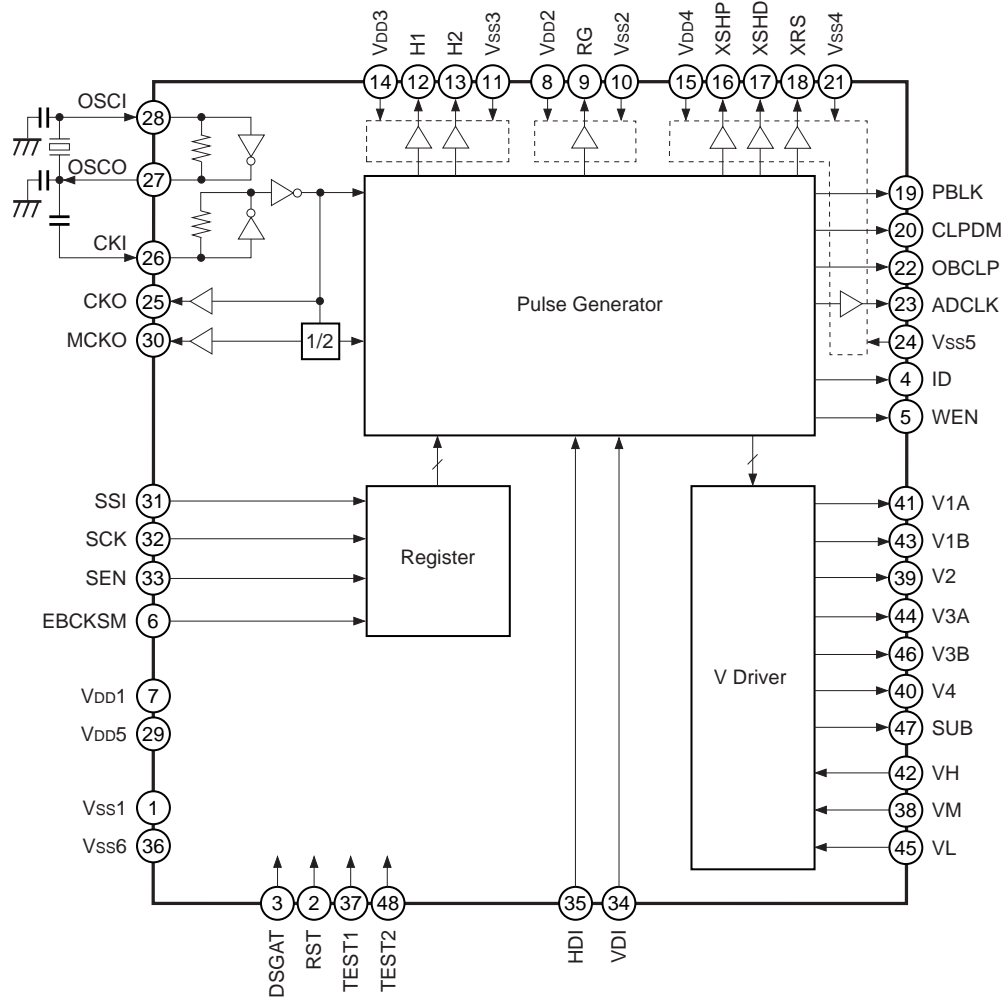 VDD3
H1
H2
VSS3
VDD2
RG
VSS2
VDD4
XSHP
XSHD
XRS
VSS4
14
12
13
11
8
9
10
15
16
17
18
21
OSCI
28
OSCO
27
CKI
26
CKO
25
MCKO
30
1/2
Pulse Generator
19
PBLK
20
CLPDM
22
OBCLP
23
ADCLK
24
VSS5
4
ID
5
WEN
SSI
31
SCK
32
SEN
33
EBCKSM
6
Register
VDD1
7
VDD5
29
VSS1
1
VSS6
36
V Driver
41
V1A
43
V1B
39
V2
44
V3A
46
V3B
40
V4
47
SUB
42
VH
38
VM
45
VL
3
2
37
48
35
34
DSGAT
RST
TEST1
TEST2
HDI
VDI